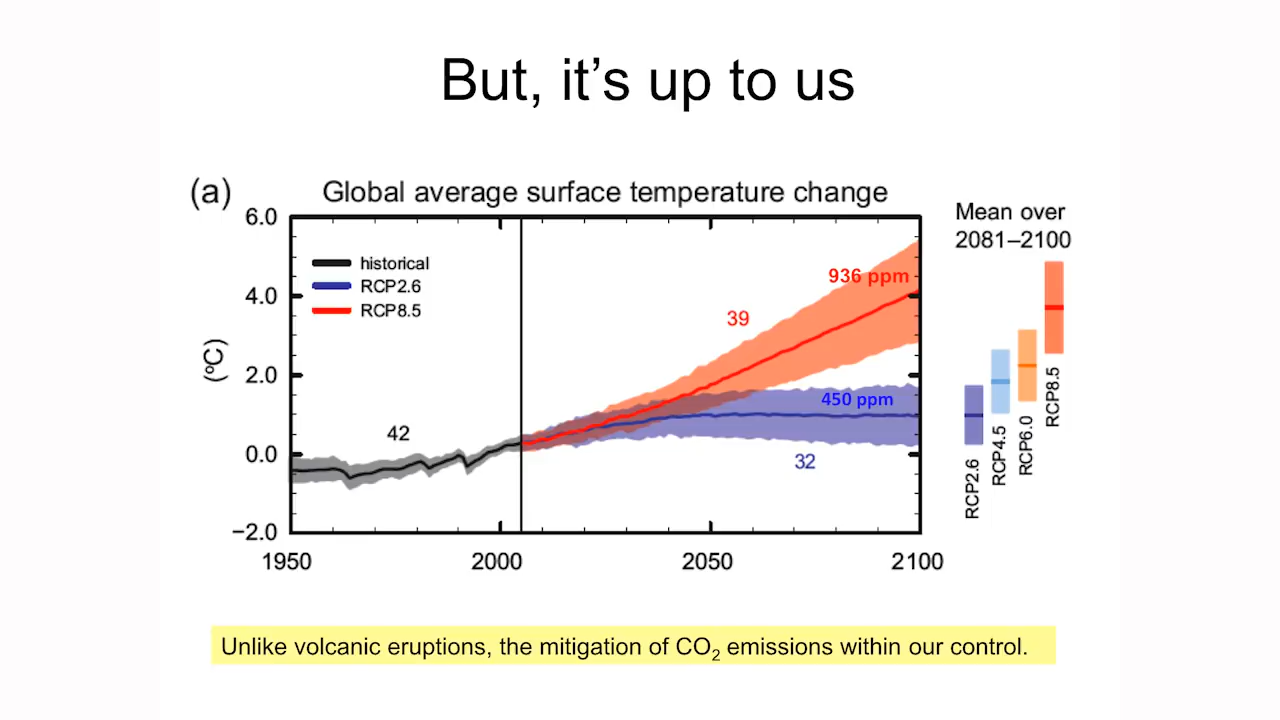 But, it's up to us
(a)
Global average surface temperature change
Mean over
2081–2100
6.0
4.0
2.0
0.0
−2.0
(°C)
historical
RCP2.6
RCP8.5
936 ppm
39
450 ppm
42
32
1950
2000
2050
2100
RCP2.6
RCP4.5
RCP6.0
RCP8.5
Unlike volcanic eruptions, the mitigation of CO₂ emissions within our control.